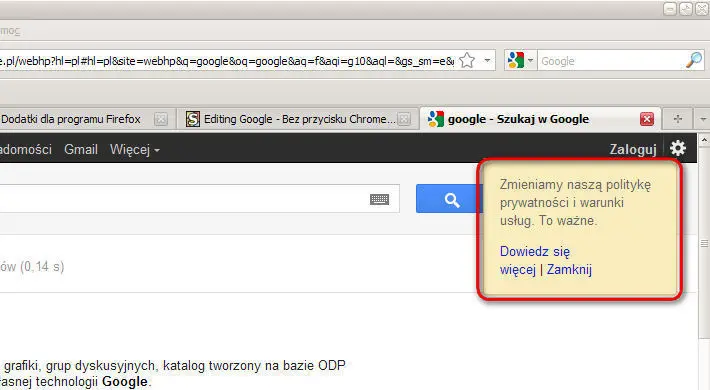 moc
e.pl/webhp?hl=pl#hl=pl&site=webhp&q=google&oq=google&aq=f&aqi=g10&aql=&gs_sm=e&
Google
Dodatki dla programu Firefox
Editing Google - Bez przycisku Chrome...
google - Szukaj w Google
adomości Gmail Więcej
Zaloguj
Zmieniamy naszą politykę
prywatności i warunki
usług. To ważne.
Dowiedz się
więcej | Zamknij
ów (0,14 s)
grafiki, grup dyskusyjnych, katalog tworzony na bazie ODP
łasnej technologii Google.